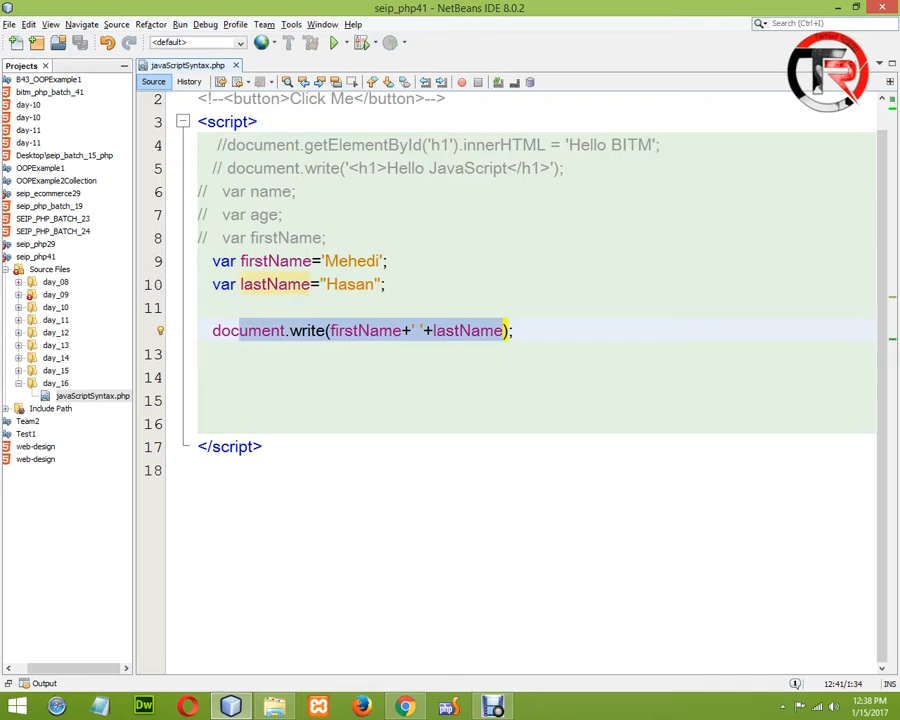 seip_php41 - NetBeans IDE 8.0.2
File Edit View Navigate Source Refactor Run Debug Profile Team Tools Window Help
Search (Ctrl+I)
<default>
Projects
javaScriptSyntax.php
Source History
B43_OOPExample1
bitm_php_batch_41
day-10
day-10
day-11
day-11
Desktop\seip_batch_15_php
OOPExample1
OOPExample2Collection
seip_ecommerce29
seip_php_batch_19
SEIP_PHP_BATCH_23
SEIP_PHP_BATCH_24
seip_php29
seip_php41
Source Files
day_08
day_09
day_10
day_11
day_12
day_13
day_14
day_15
day_16
javaScriptSyntax.php
Include Path
Team2
Test1
web-design
web-design
2 <!--<button>Click Me</button>-->
3 <script>
4 //document.getElementById('h1').innerHTML = 'Hello BITM';
5 // document.write('<h1>Hello JavaScript</h1>');
6 // var name;
7 // var age;
8 // var firstName;
9 var firstName='Mehedi';
10 var lastName="Hasan";
11
document.write(firstName+' '+lastName);
13
14
15
16
17 </script>
18
TR
Output
12:41/1:34 INS
Dw
php
12:38 PM
1/15/2017